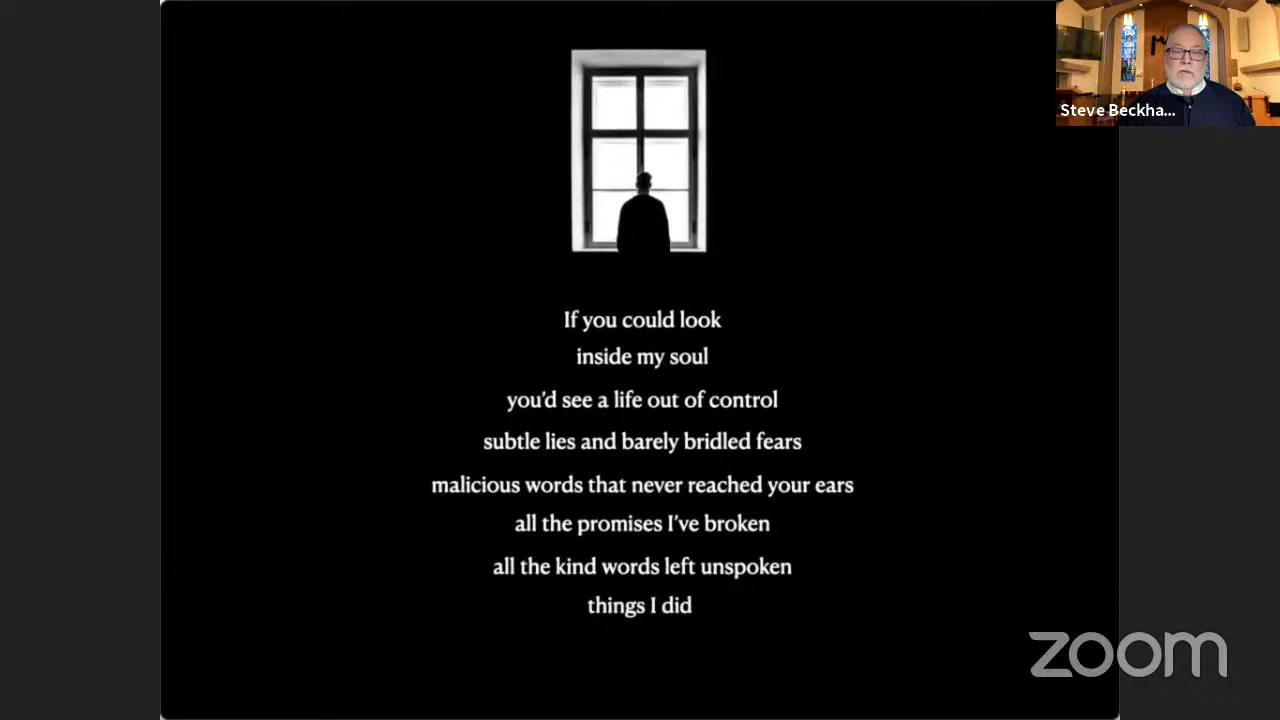 Steve Beckha...
If you could look
inside my soul
you'd see a life out of control
subtle lies and barely bridled fears
malicious words that never reached your ears
all the promises I've broken
all the kind words left unspoken
things I did
zoom